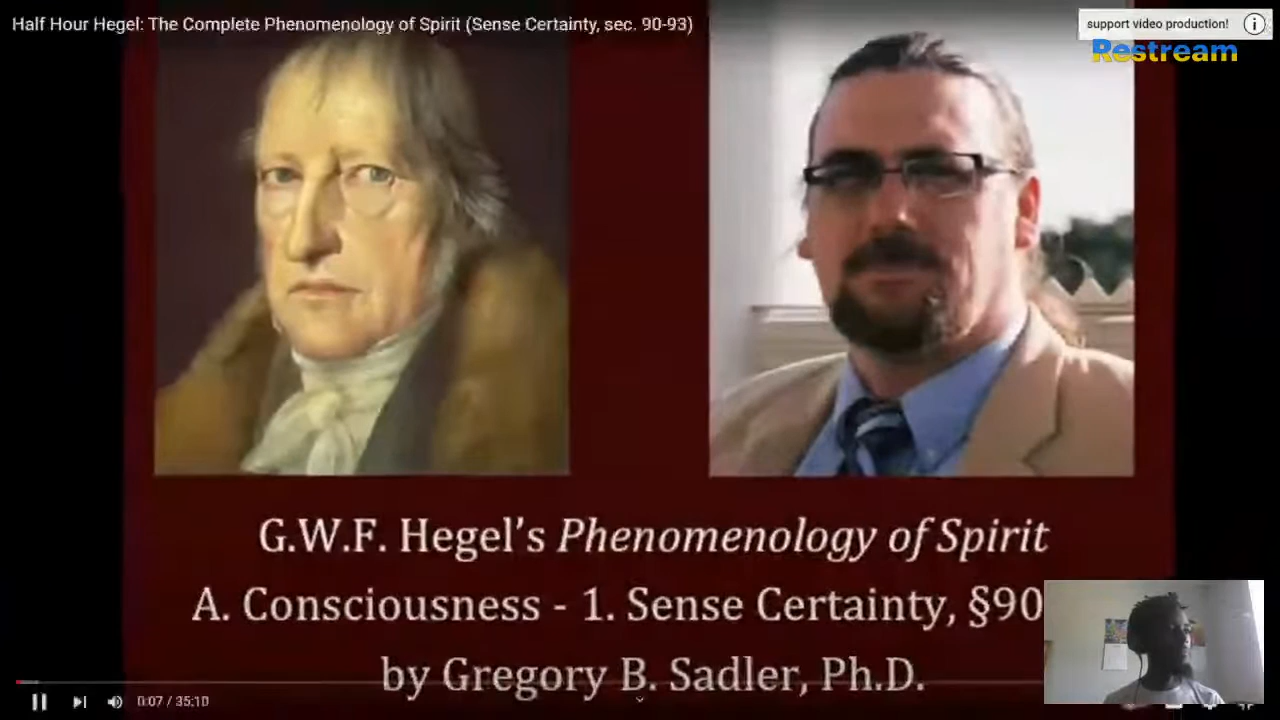 Half Hour Hegel: The Complete Phenomenology of Spirit (Sense Certainty, sec. 90-93)
support video production!
Restream
G.W.F. Hegel's Phenomenology of Spirit
A. Consciousness - 1. Sense Certainty, §90
by Gregory B. Sadler, Ph.D.
0:07 / 35:10